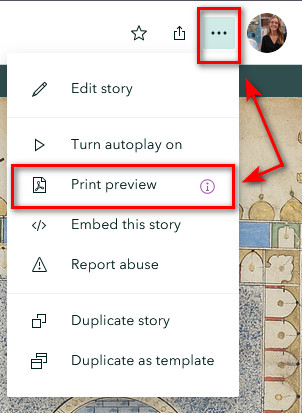 Edit story
Turn autoplay on
Print preview
Embed this story
Report abuse
Duplicate story
Duplicate as template